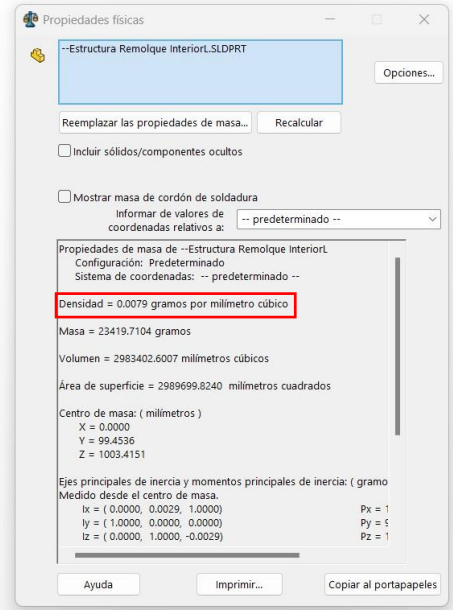 Propiedades físicas
--Estructura Remolque InteriorL.SLDPRT
Opciones...
Reemplazar las propiedades de masa...
Recalcular
Incluir sólidos/componentes ocultos
Mostrar masa de cordón de soldadura
Informar de valores de
coordenadas relativos a:
-- predeterminado --
Propiedades de masa de --Estructura Remolque InteriorL
Configuración: Predeterminado
Sistema de coordenadas: -- predeterminado --
Densidad = 0.0079 gramos por milímetro cúbico
Masa = 23419.7104 gramos
Volumen = 2983402.6007 milímetros cúbicos
Área de superficie = 2989699.8240 milímetros cuadrados
Centro de masa: ( milímetros )
X = 0.0000
Y = 99.4536
Z = 1003.4151
Ejes principales de inercia y momentos principales de inercia: ( gramo
Medido desde el centro de masa.
Ix = ( 0.0000, 0.0029, 1.0000) Px = 1
Iy = ( 1.0000, 0.0000, 0.0000) Py = 9
Iz = ( 0.0000, 1.0000, -0.0029) Pz = 1
Ayuda
Imprimir...
Copiar al portapapeles